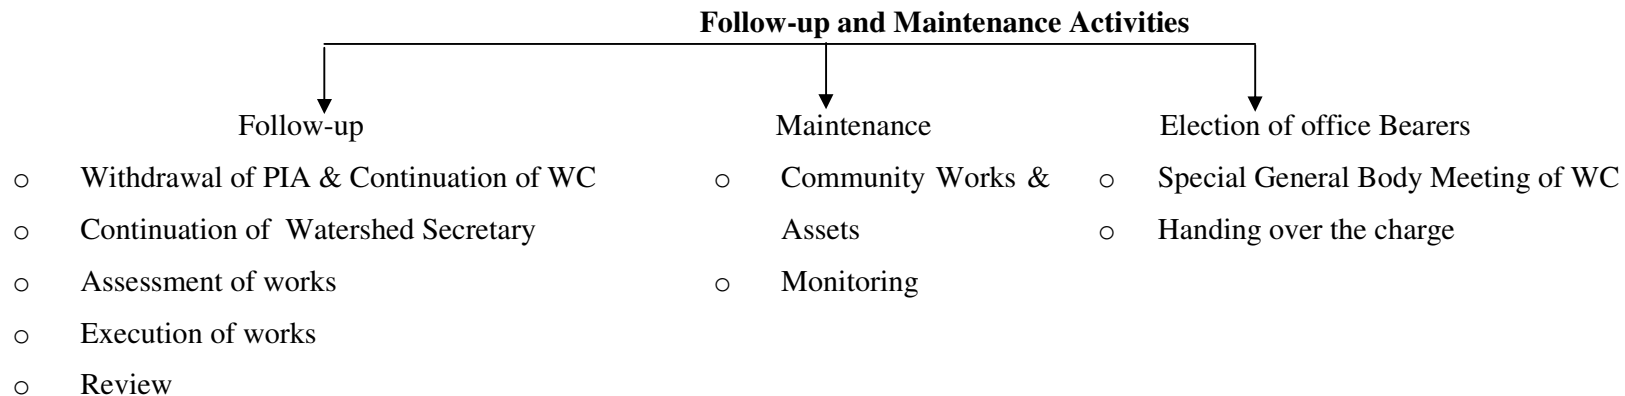 Follow-up and Maintenance Activities
Follow-up
○ Withdrawal of PIA & Continuation of WC
○ Continuation of Watershed Secretary
○ Assessment of works
○ Execution of works
○ Review
Maintenance
○ Community Works &
Assets
○ Monitoring
Election of office Bearers
○ Special General Body Meeting of WC
○ Handing over the charge